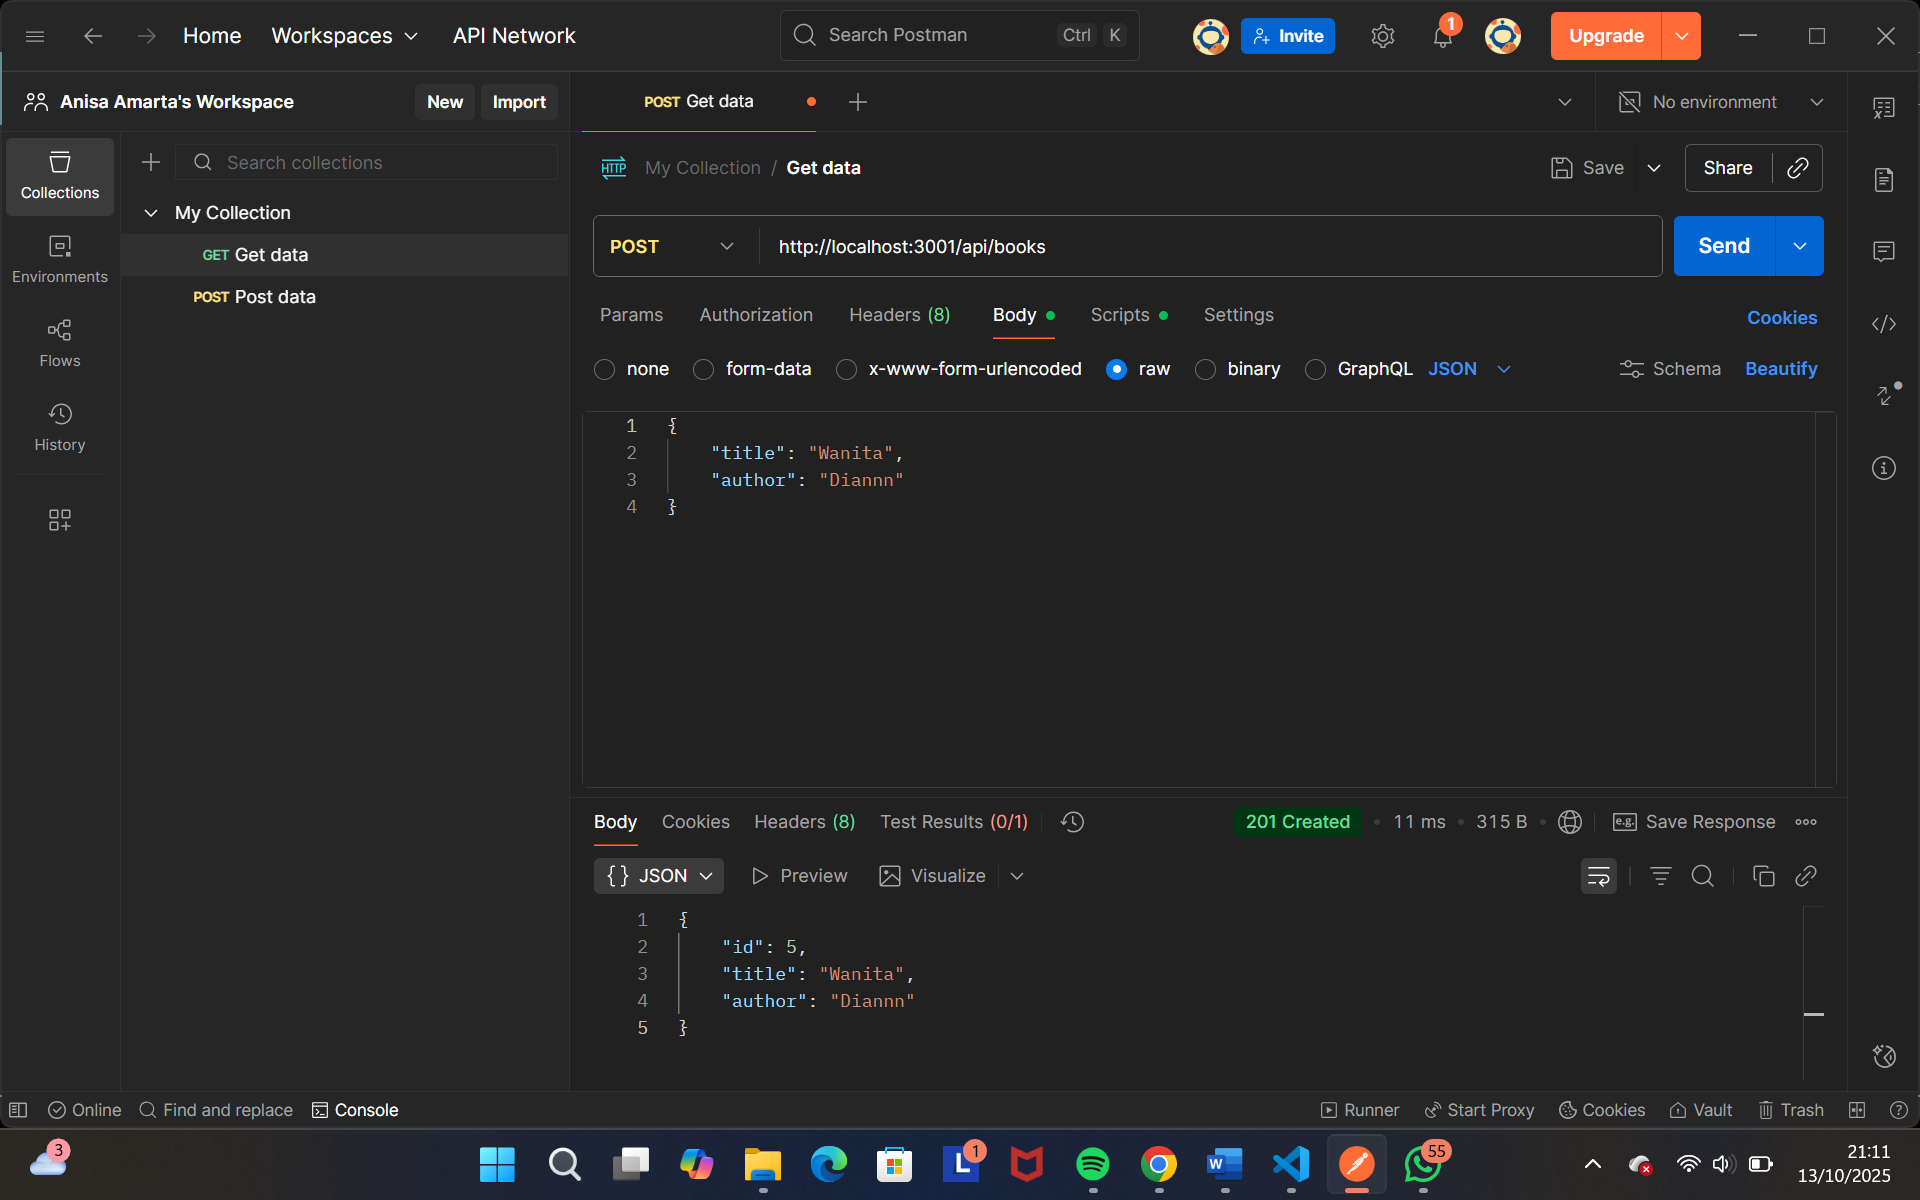 Home Workspaces API Network Search Postman Ctrl K Invite 1 Upgrade
Anisa Amarta's Workspace New Import POST Get data No environment
Collections Search collections HTTP My Collection / Get data Save Share
My Collection
POST http://localhost:3001/api/books Send
GET Get data
Environments
POST Post data
Params Authorization Headers (8) Body Scripts Settings Cookies
Flows
none form-data x-www-form-urlencoded raw binary GraphQL JSON Schema Beautify
History
1 {
2 "title": "Wanita",
3 "author": "Diannn"
4 }
Body Cookies Headers (8) Test Results (0/1) 201 Created 11 ms 315 B e.g. Save Response
{} JSON Preview Visualize
1 {
2 "id": 5,
3 "title": "Wanita",
4 "author": "Diannn"
5 }
Online Find and replace Console Runner Start Proxy Cookies Vault Trash
3 L 1 W 55 21:11
13/10/2025